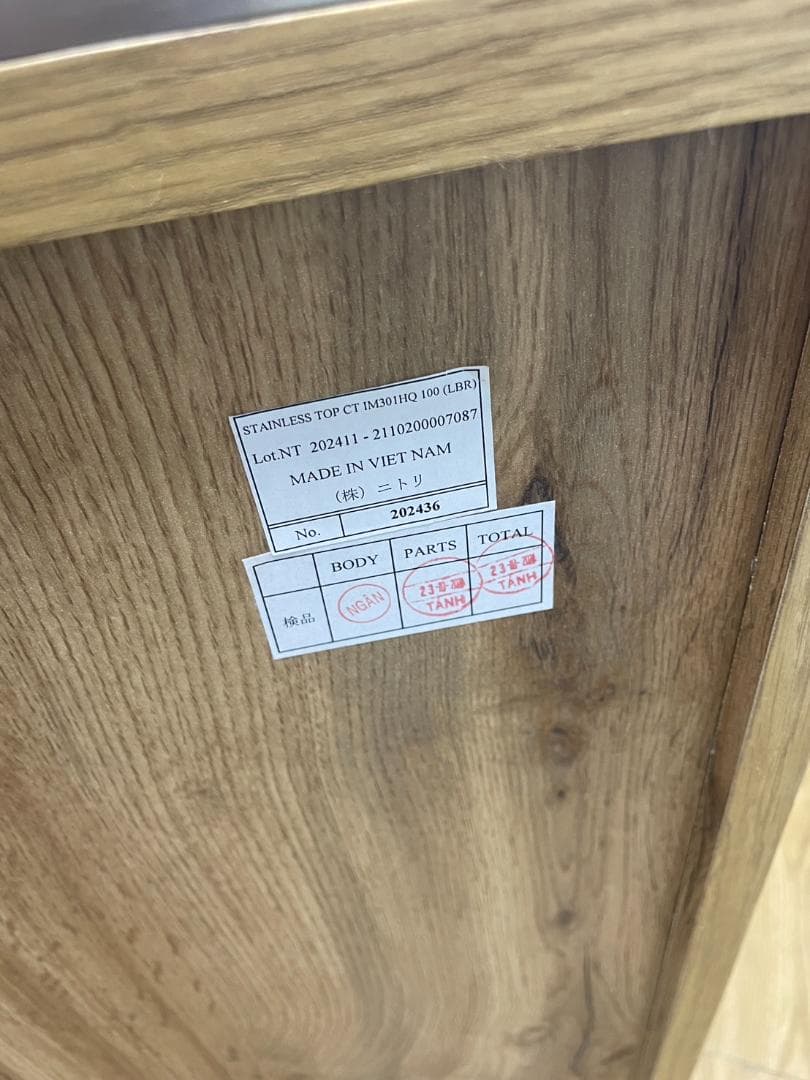 STAINLESS TOP CT IM301HQ 100 (LBR)
Lot.NT 202411 - 2110200007087
MADE IN VIET NAM
(株) ニトリ
No. 202436
BODY PARTS TOTAL
検品 NGÂN TÁNH TÁNH